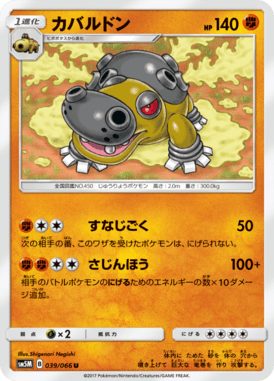 1進化 カバルドン HP 140
ヒポポタスから進化
全国図鑑NO.450 じゅうりょうポケモン 高さ：2.0m 重さ：300.0kg
すなじごく 50
次の相手の番、このワザを受けたポケモンは、にげられない。
さじんほう 100+
相手のバトルポケモンのにげるためのエネルギーの数×10ダメージ
追加。
弱点 ×2 抵抗力 にげる
Illus. Shigenori Negishi
SM5M 039/066 U
©2017 Pokémon/Nintendo/Creatures/GAME FREAK.